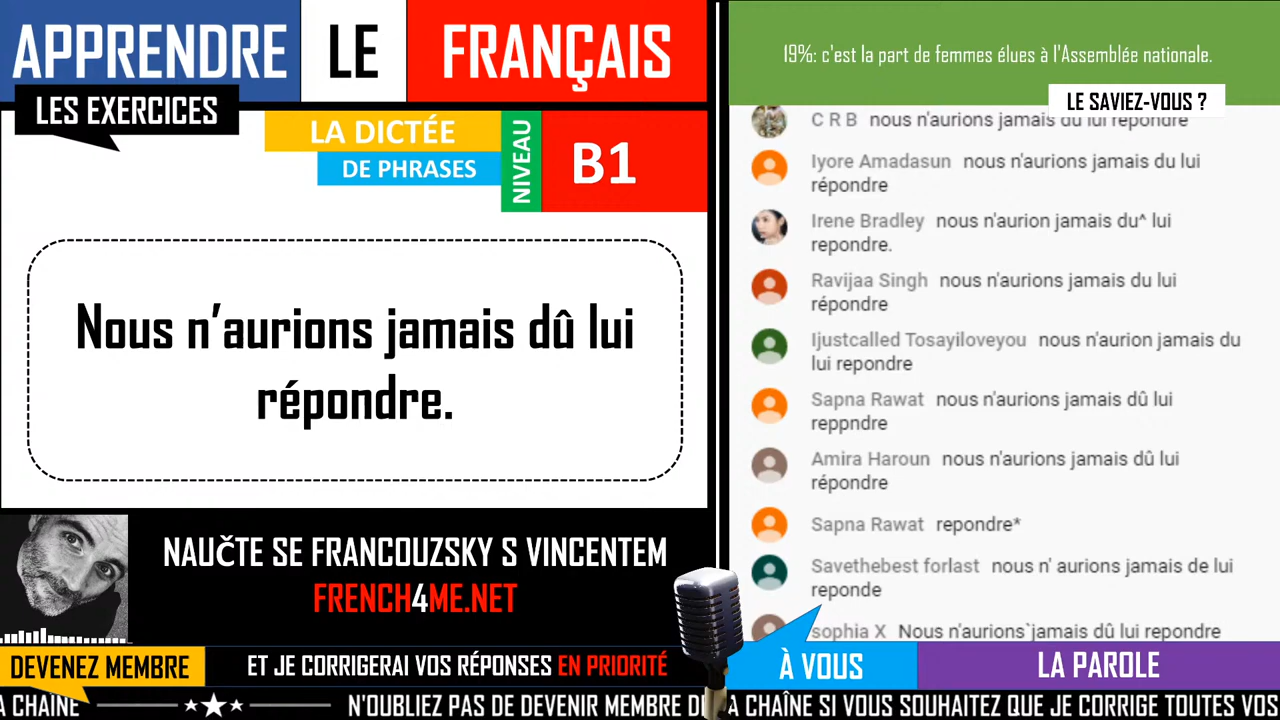 APPRENDRE LE FRANÇAIS
LES EXERCICES
LA DICTÉE
DE PHRASES
NIVEAU
B1
Nous n’aurions jamais dû lui
répondre.
NAUČTE SE FRANCOUZSKY S VINCENTEM
FRENCH4ME.NET
DEVENEZ MEMBRE
ET JE CORRIGERAI VOS RÉPONSES EN PRIORITÉ
19%: c'est la part de femmes élues à l'Assemblée nationale.
LE SAVIEZ-VOUS ?
C R B nous n'aurions jamais du lui repondre
Iyore Amadasun nous n'aurions jamais du lui
répondre
Irene Bradley nous n'aurion jamais du^ lui
repondre.
Ravijaa Singh nous n'aurions jamais du lui
répondre
Ijustcalled Tosayiloveyou nous n'aurion jamais du
lui repondre
Sapna Rawat nous n'aurions jamais dû lui
reppndre
Amira Haroun nous n'aurions jamais dû lui
répondre
Sapna Rawat repondre*
Savethebest forlast nous n' aurions jamais de lui
reponde
sophia X Nous n'aurions`jamais dû lui repondre
À VOUS
LA PAROLE
A CHAÎNE N'OUBLIEZ PAS DE DEVENIR MEMBRE A CHAÎNE SI VOUS SOUHAITEZ QUE JE CORRIGE TOUTES VOS